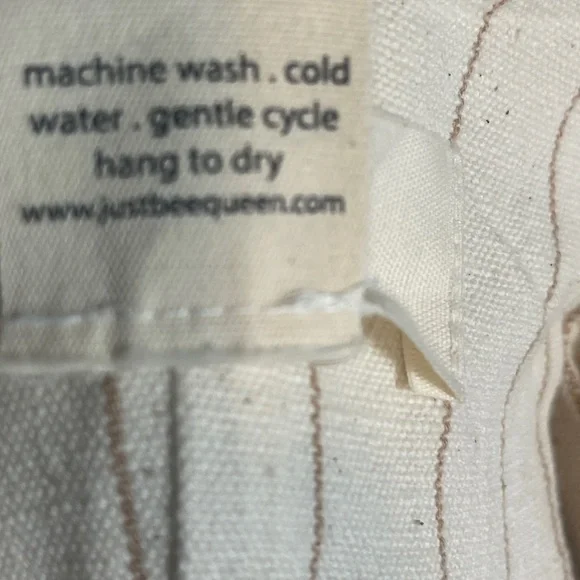 machine wash . cold
water . gentle cycle
hang to dry
www.justbeequeen.com